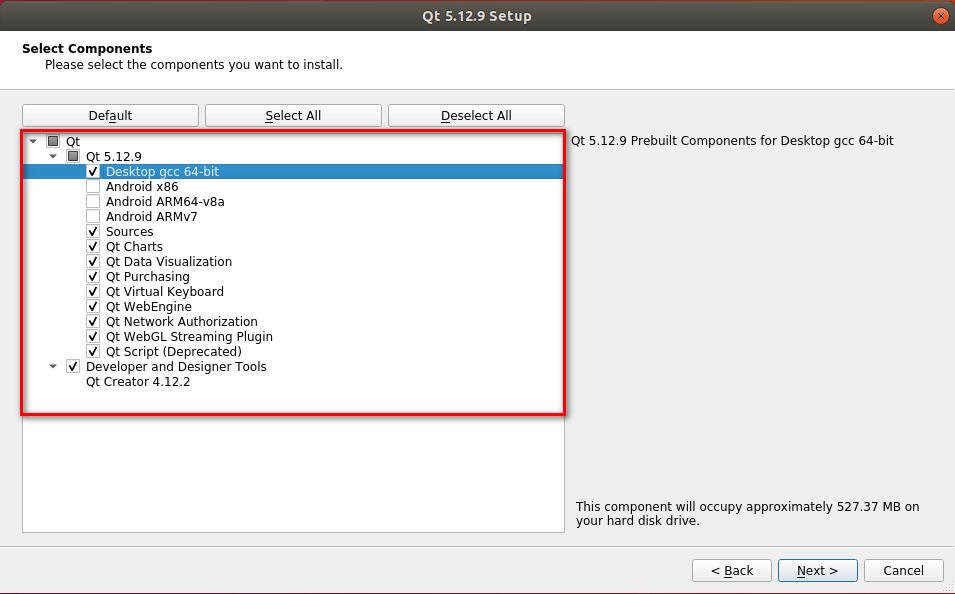 Qt 5.12.9 Setup
Select Components
Please select the components you want to install.
Default
Select All
Deselect All
Qt
Qt 5.12.9
Desktop gcc 64-bit
Android x86
Android ARM64-v8a
Android ARMv7
Sources
Qt Charts
Qt Data Visualization
Qt Purchasing
Qt Virtual Keyboard
Qt WebEngine
Qt Network Authorization
Qt WebGL Streaming Plugin
Qt Script (Deprecated)
Developer and Designer Tools
Qt Creator 4.12.2
Qt 5.12.9 Prebuilt Components for Desktop gcc 64-bit
This component will occupy approximately 527.37 MB on
your hard disk drive.
< Back
Next >
Cancel